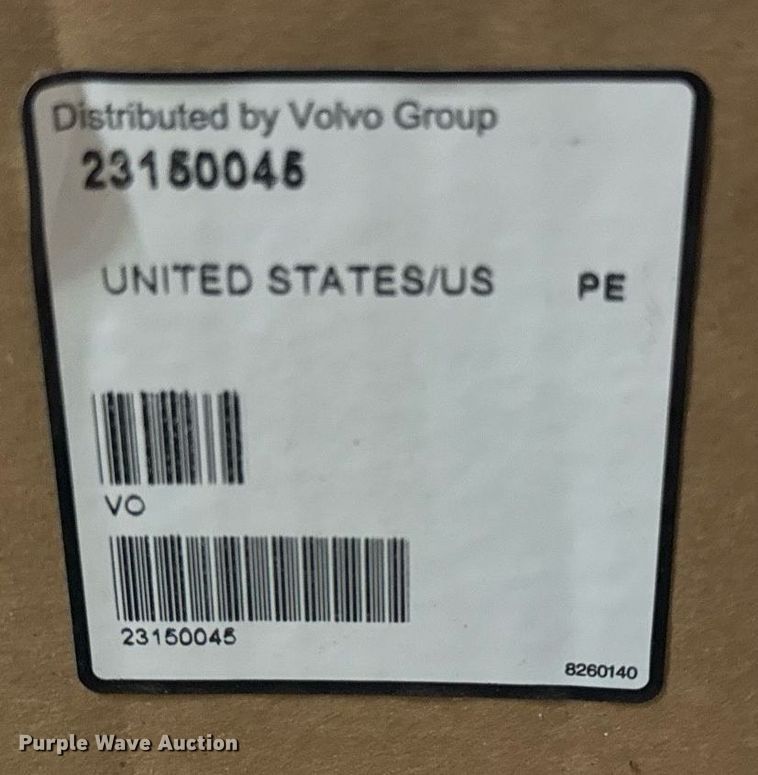 Distributed by Volvo Group
23150045
UNITED STATES/US PE
VO
23150045
8260140
Purple Wave Auction